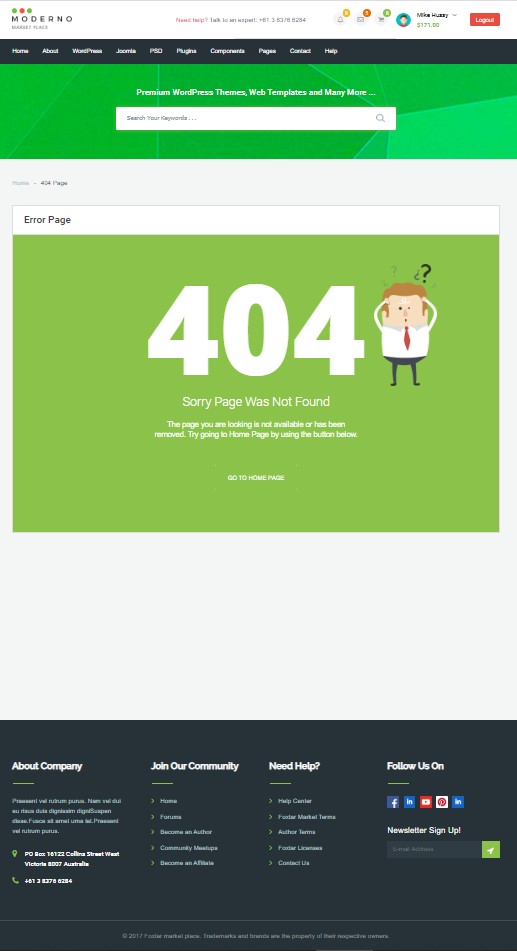 MODERNO
MARKET PLACE
Need help? Talk to an expert: +61 3 8376 6284
Mike Hussy
$171.00
Logout
Home About WordPress Joomla PSD Plugins Components Pages Contact Help
Premium WordPress Themes, Web Templates and Many More ...
Search Your Keywords . . .
Home - 404 Page
Error Page
? ? ?
404
Sorry Page Was Not Found
The page you are looking is not available or has been
removed. Try going to Home Page by using the button below.
GO TO HOME PAGE
About Company
Praesent vel rutrum purus. Nam vel dui
eu risus duis dignissim digniSuspen
disse.Fusce sit amet urna ist.Praesent
vel rutrum purus.
PO Box 16122 Collins Street West
Victoria 8007 Australia
+61 3 8376 6284
Join Our Community
Home
Forums
Become an Author
Community Meetups
Become an Affiliate
Need Help?
Help Center
Foxtar Market Terms
Author Terms
Foxtar Licenses
Contact Us
Follow Us On
Newsletter Sign Up!
E-mail Address
© 2017 Foxtar market place. Trademarks and brands are the property of their respective owners.